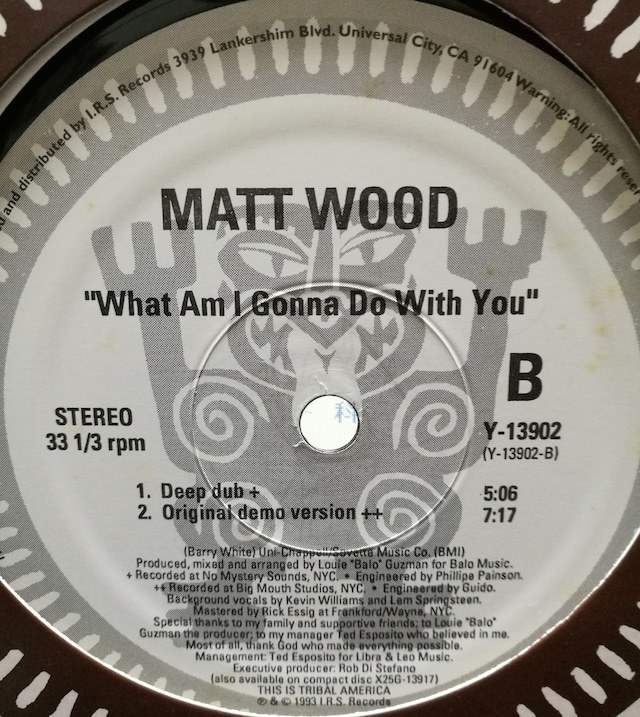 ed and distributed by I.R.S. Records 3939 Lankershim Blvd. Universal City, CA 91604 Warning: All rights reser
MATT WOOD
"What Am I Gonna Do With You"
B
STEREO
33 1/3 rpm
Y-13902
(Y-13902-B)
科
1. Deep dub + 5:06
2. Original demo version ++ 7:17
(Barry White) Uni-Chappell/Sovette Music Co. (BMI)
Produced, mixed and arranged by Louie "Balo" Guzman for Balo Music.
+ Recorded at No Mystery Sounds, NYC. • Engineered by Phillipe Painson.
++ Recorded at Big Mouth Studios, NYC. • Engineered by Guido.
Background vocals by Kevin Williams and Lem Springsteen.
Mastered by Rick Essig at Frankford/Wayne, NYC.
Special thanks to my family and supportive friends; to Louie "Balo"
Guzman the producer; to my manager Ted Esposito who believed in me.
Most of all, thank God who made everything possible.
Management: Ted Esposito for Libra & Leo Music.
Executive producer: Rob Di Stefano
(also available on compact disc X25G-13917)
THIS IS TRIBAL AMERICA
℗ & © 1993 I.R.S. Records